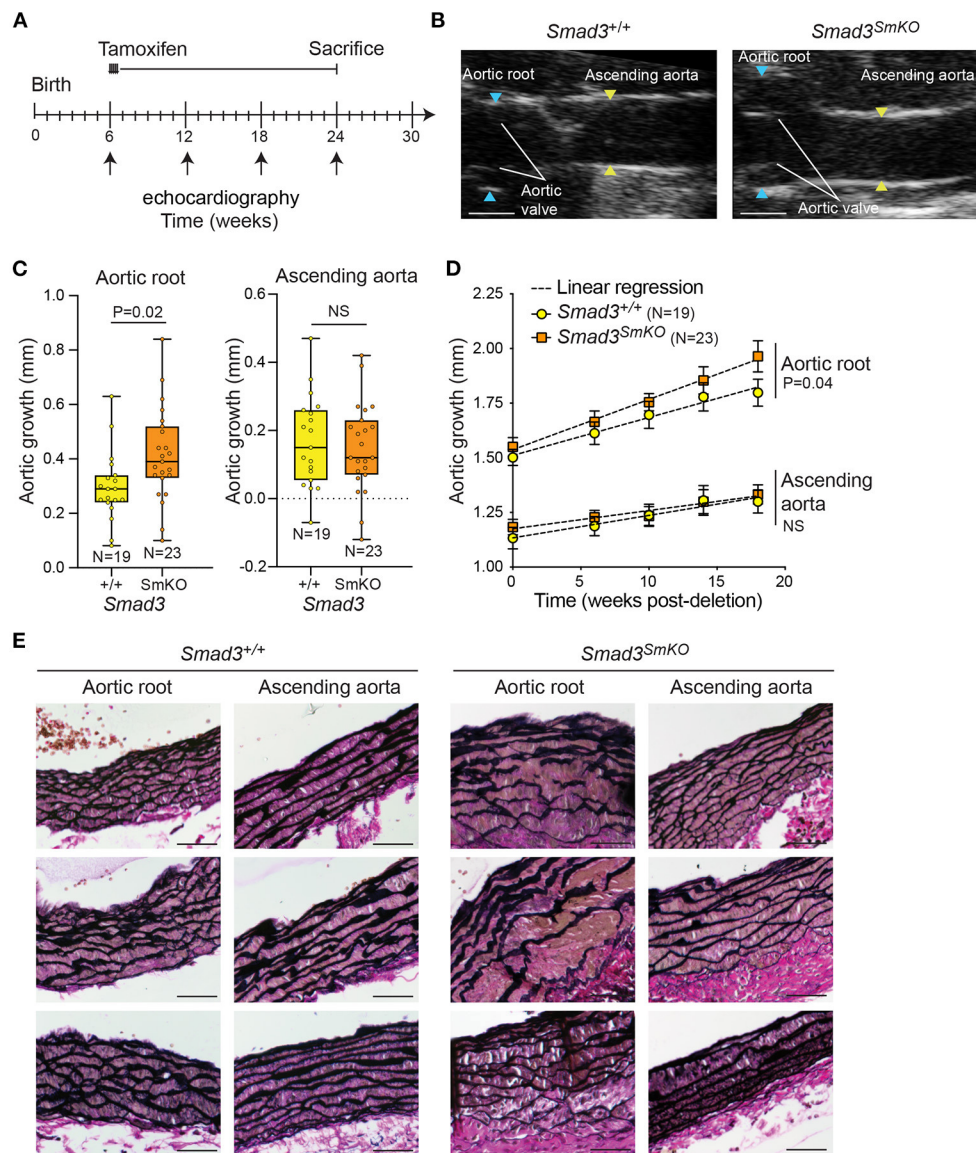 A
Tamoxifen
Sacrifice
Birth
0
6
12
18
24
30
echocardiography
Time (weeks)
B
Smad3+/+
Smad3SmKO
Aortic root
Ascending aorta
Aortic valve
Aortic root
Ascending aorta
Aortic valve
C
Aortic root
Ascending aorta
Aortic growth (mm)
1.0
0.8
0.6
0.4
0.2
0.0
P=0.02
N=19
N=23
+/+
SmKO
Smad3
Aortic growth (mm)
0.6
0.4
0.2
0.0
-0.2
NS
N=19
N=23
+/+
SmKO
Smad3
D
Aortic growth (mm)
2.25
2.00
1.75
1.50
1.25
1.00
Linear regression
Smad3+/+ (N=19)
Smad3SmKO (N=23)
Aortic root
P=0.04
Ascending
aorta
NS
0
5
10
15
20
Time (weeks post-deletion)
E
Smad3+/+
Smad3SmKO
Aortic root
Ascending aorta
Aortic root
Ascending aorta